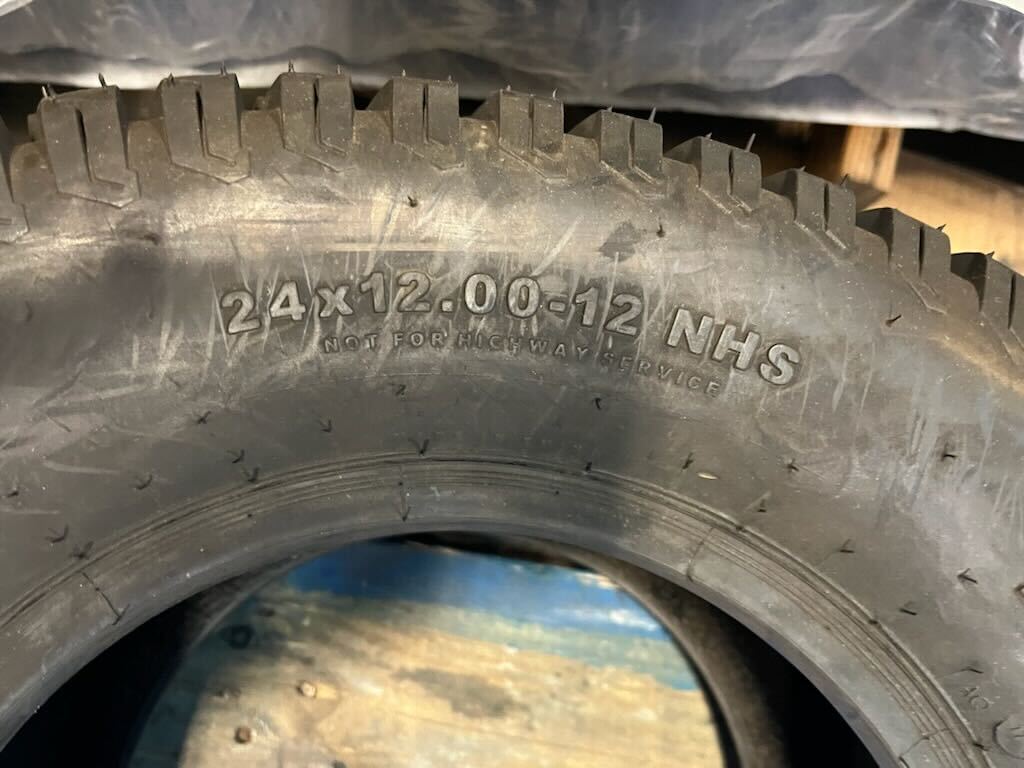 24x12.00-12 NHS
NOT FOR HIGHWAY SERVICE